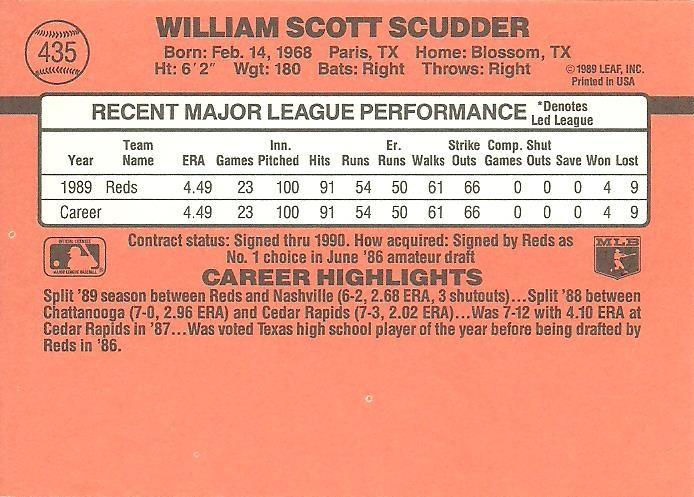 435
WILLIAM SCOTT SCUDDER
Born: Feb. 14, 1968 Paris, TX Home: Blossom, TX
Ht: 6'2" Wgt: 180 Bats: Right Throws: Right
©1989 LEAF, INC.
Printed in USA
RECENT MAJOR LEAGUE PERFORMANCE *Denotes Led League
Year Team Name ERA Games Inn. Pitched Hits Runs Er. Runs Walks Strike Outs Comp. Games Shut Outs Save Won Lost
1989 Reds 4.49 23 100 91 54 50 61 66 0 0 0 4 9
Career 4.49 23 100 91 54 50 61 66 0 0 0 4 9
OFFICIAL LICENSEE
MAJOR LEAGUE BASEBALL
Contract status: Signed thru 1990. How acquired: Signed by Reds as
No. 1 choice in June '86 amateur draft
MLB
CAREER HIGHLIGHTS
Split '89 season between Reds and Nashville (6-2, 2.68 ERA, 3 shutouts)...Split '88 between
Chattanooga (7-0, 2.96 ERA) and Cedar Rapids (7-3, 2.02 ERA)...Was 7-12 with 4.10 ERA at
Cedar Rapids in '87...Was voted Texas high school player of the year before being drafted by
Reds in '86.